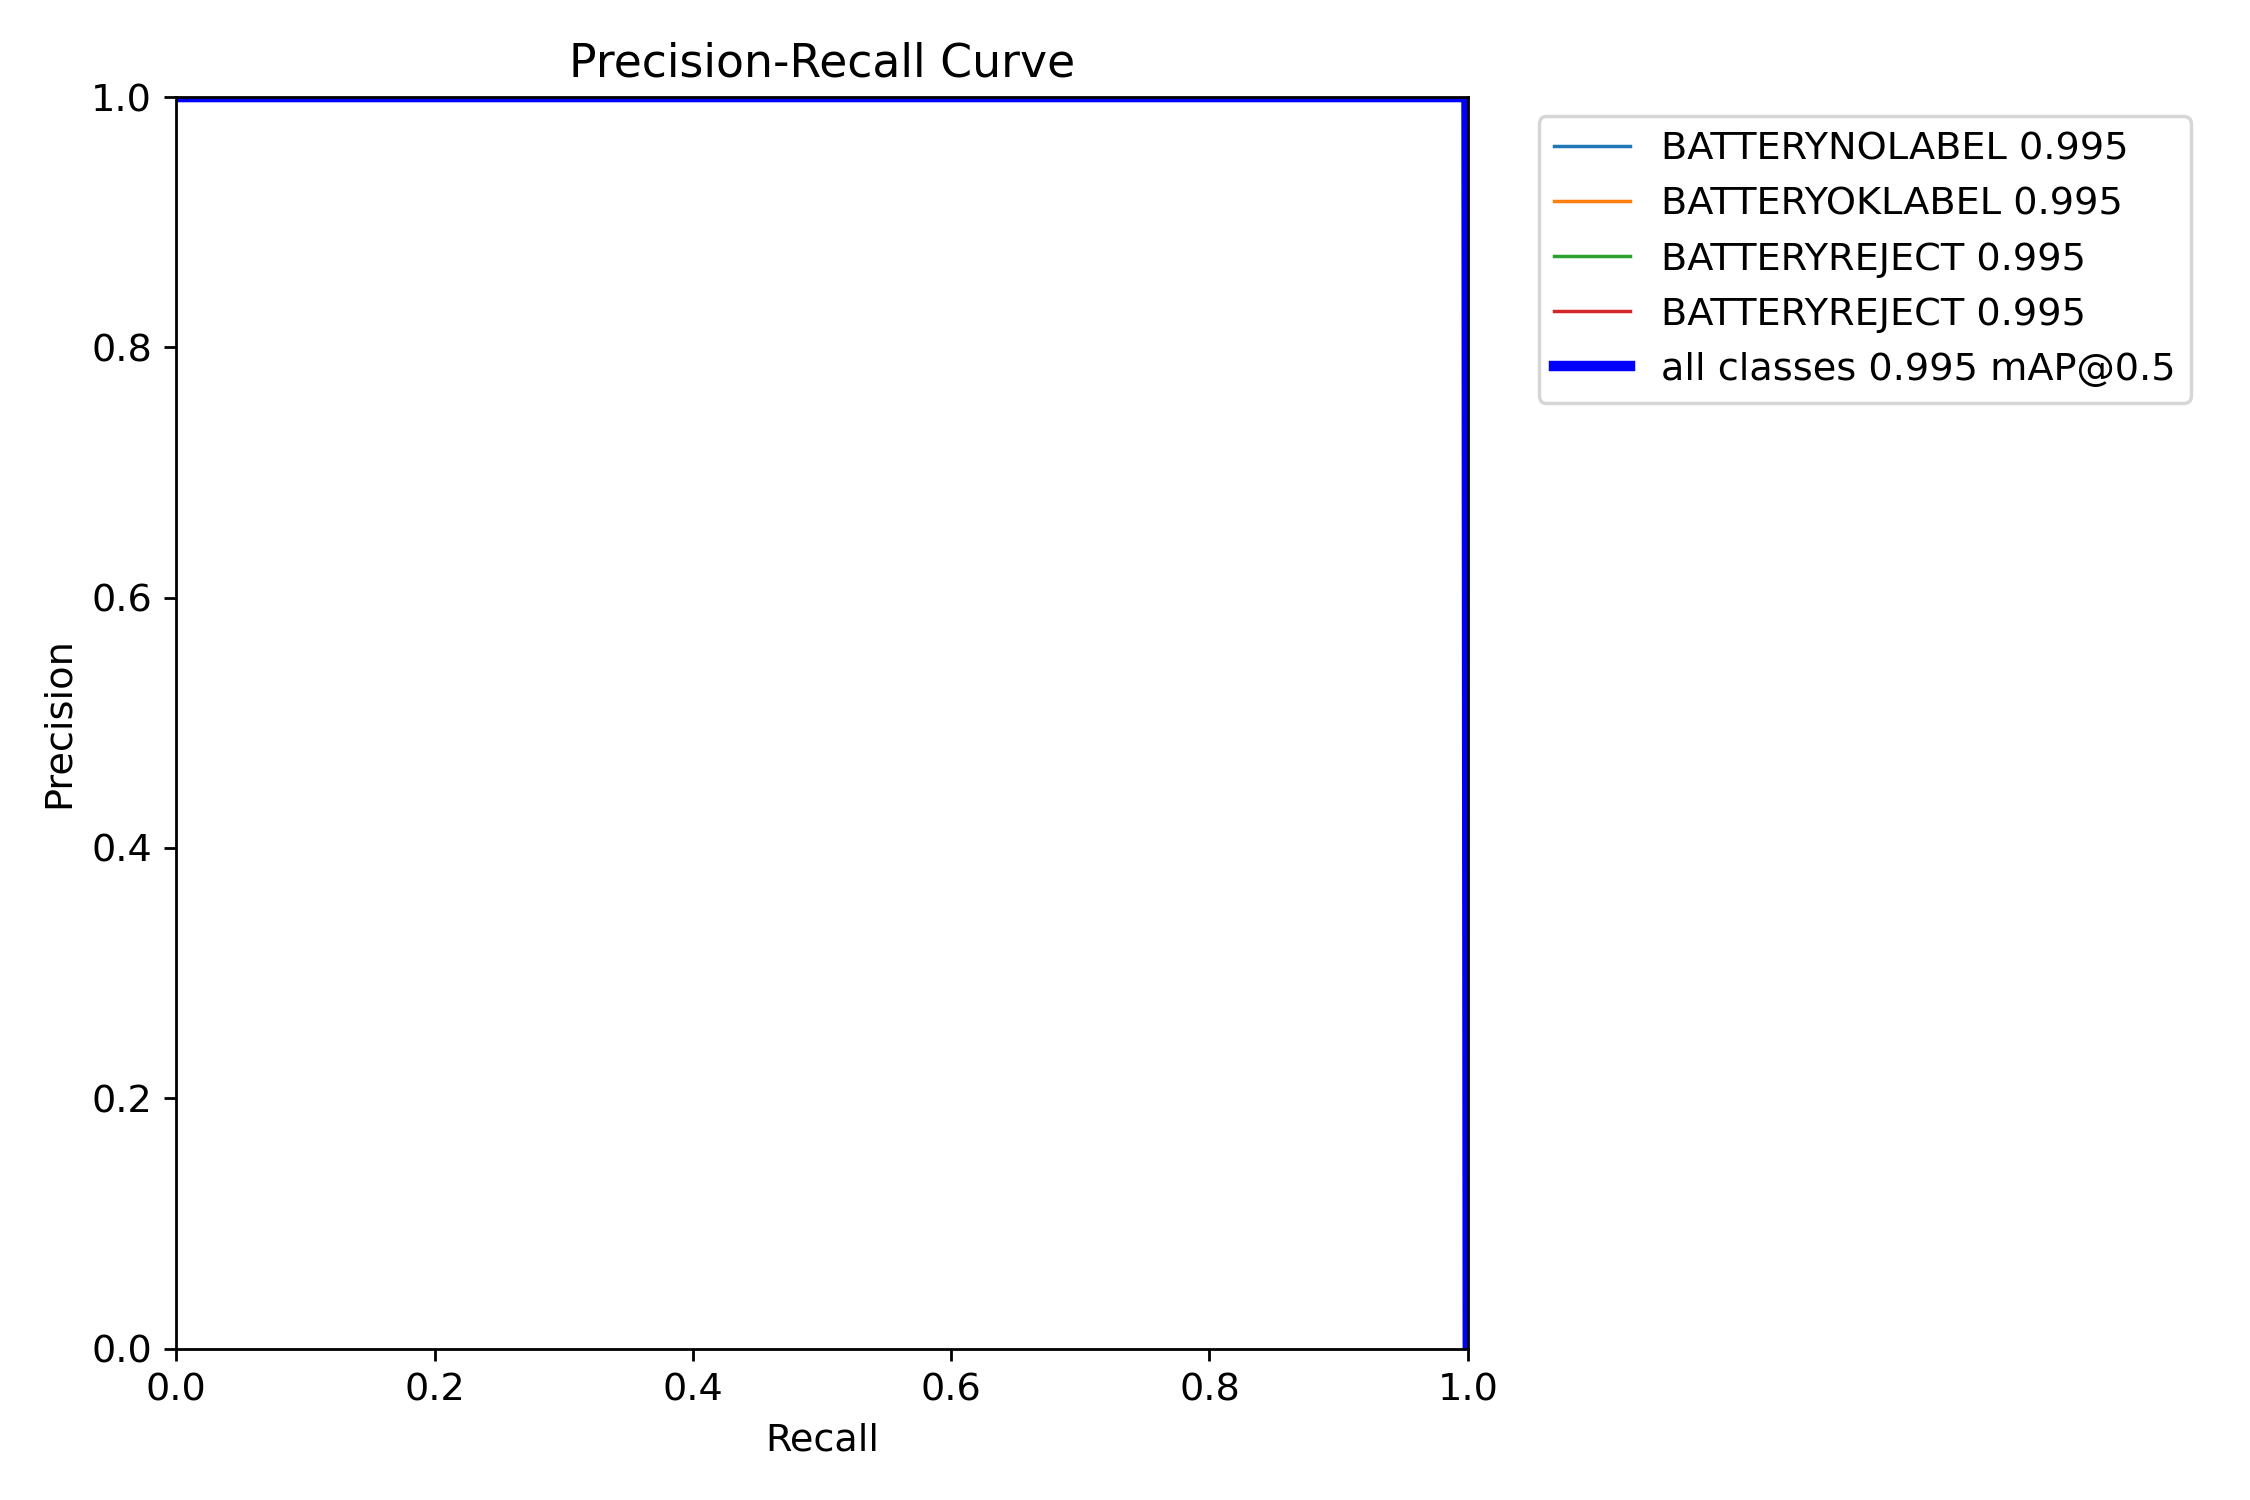 Precision-Recall Curve
1.0
0.8
0.6
0.4
0.2
0.0
Precision
0.0 0.2 0.4 0.6 0.8 1.0
Recall
BATTERYNOLABEL 0.995
BATTERYOKLABEL 0.995
BATTERYREJECT 0.995
BATTERYREJECT 0.995
all classes 0.995 mAP@0.5